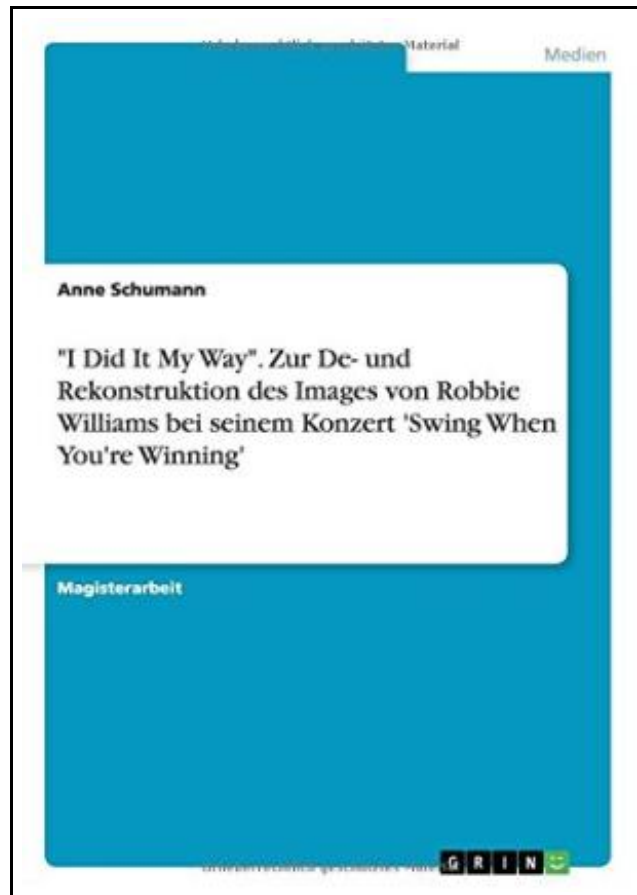 Material
Medien
Anne Schumann
"I Did It My Way". Zur De- und
Rekonstruktion des Images von Robbie
Williams bei seinem Konzert 'Swing When
You're Winning'
Magisterarbeit
GRIN